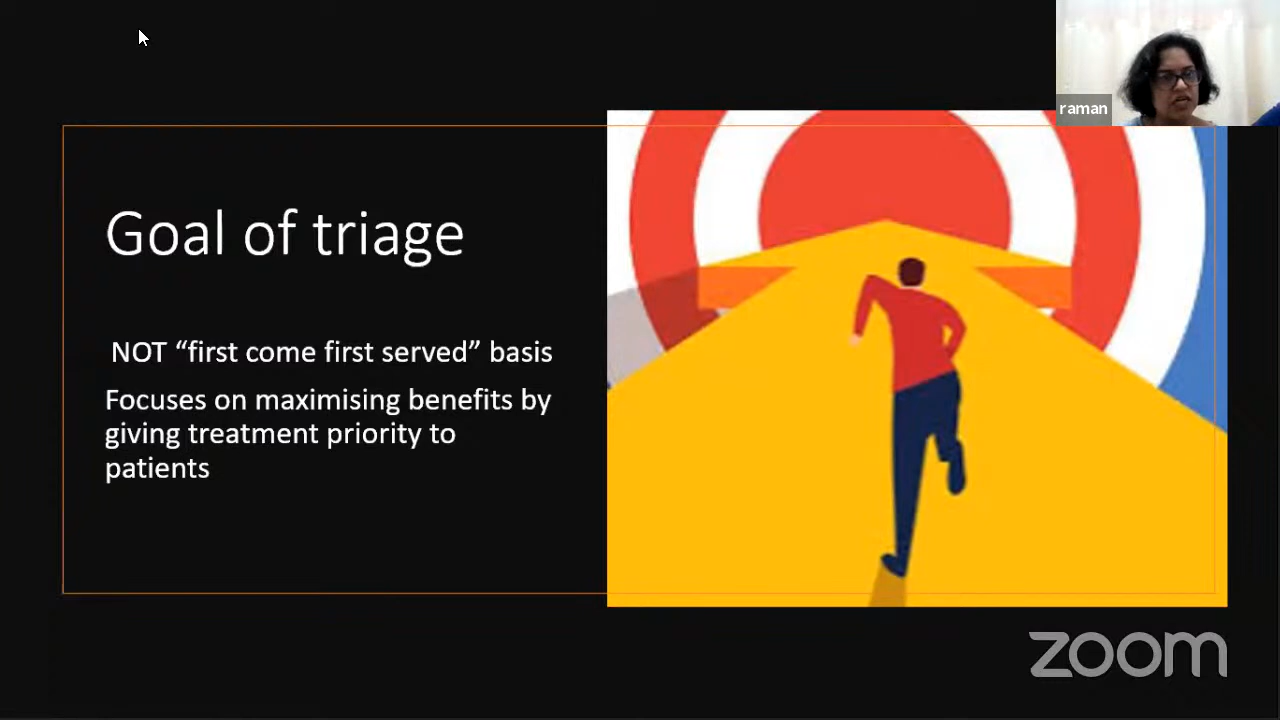 raman
Goal of triage
NOT “first come first served” basis
Focuses on maximising benefits by
giving treatment priority to
patients
zoom